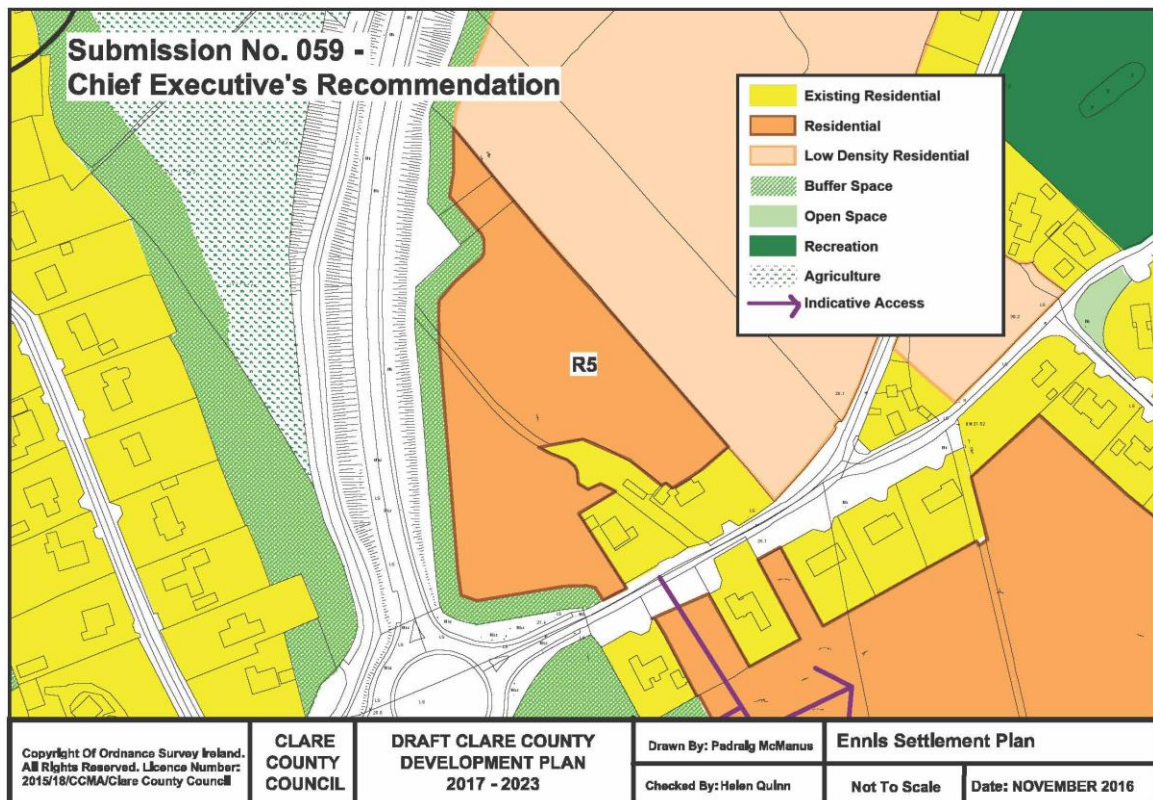 Submission No. 059 -
Chief Executive's Recommendation
Existing Residential
Residential
Low Density Residential
Buffer Space
Open Space
Recreation
Agriculture
Indicative Access
R5
Copyright Of Ordnance Survey Ireland.
All Rights Reserved. Licence Number:
2015/18/CCMA/Clare County Council
CLARE
COUNTY
COUNCIL
DRAFT CLARE COUNTY
DEVELOPMENT PLAN
2017 - 2023
Drawn By: Padraig McManus
Checked By: Helen Quinn
Ennis Settlement Plan
Not To Scale
Date: NOVEMBER 2016